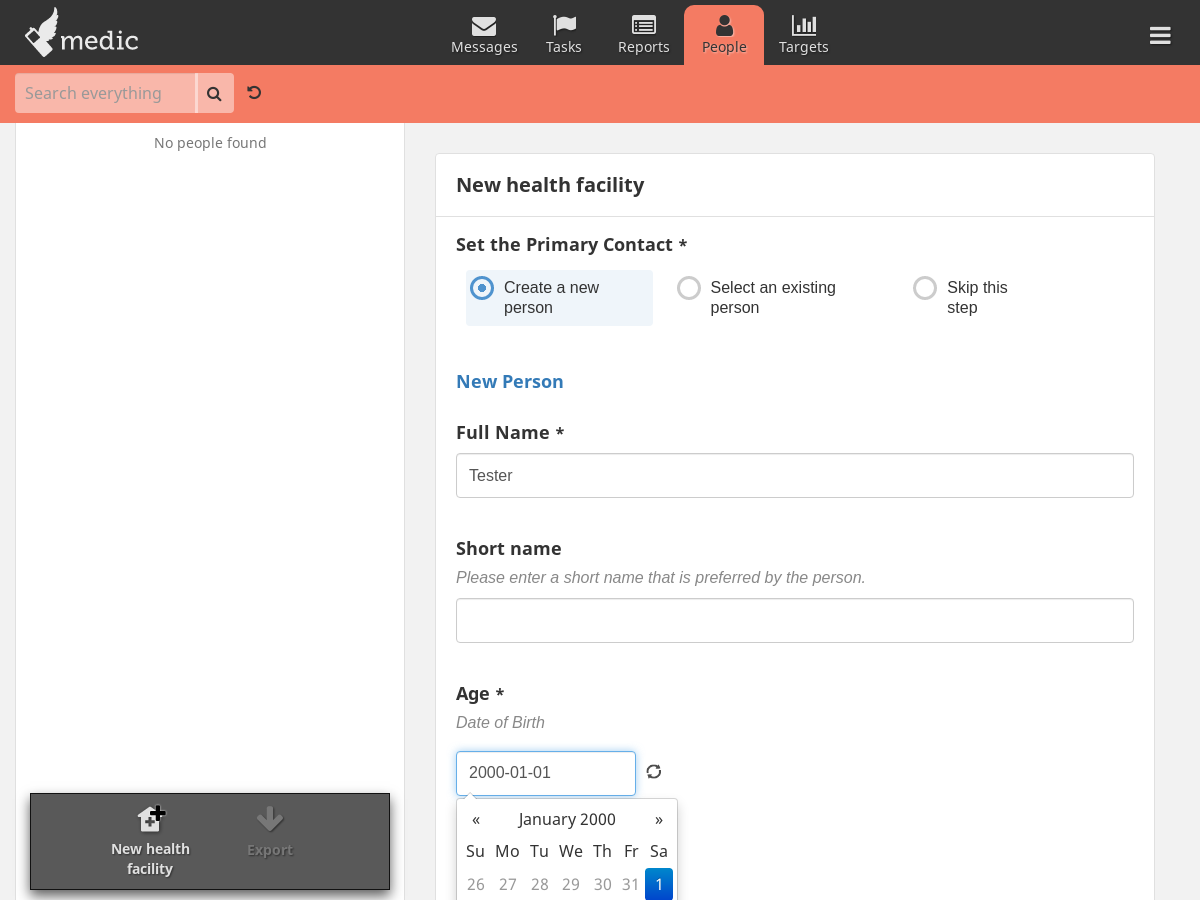 medic
Messages
Tasks
Reports
People
Targets
Search everything
No people found
New health facility
Set the Primary Contact *
Create a new
person
Select an existing
person
Skip this
step
New Person
Full Name *
Tester
Short name
Please enter a short name that is preferred by the person.
Age *
Date of Birth
2000-01-01
« January 2000 »
Su Mo Tu We Th Fr Sa
26 27 28 29 30 31 1
New health
facility
Export